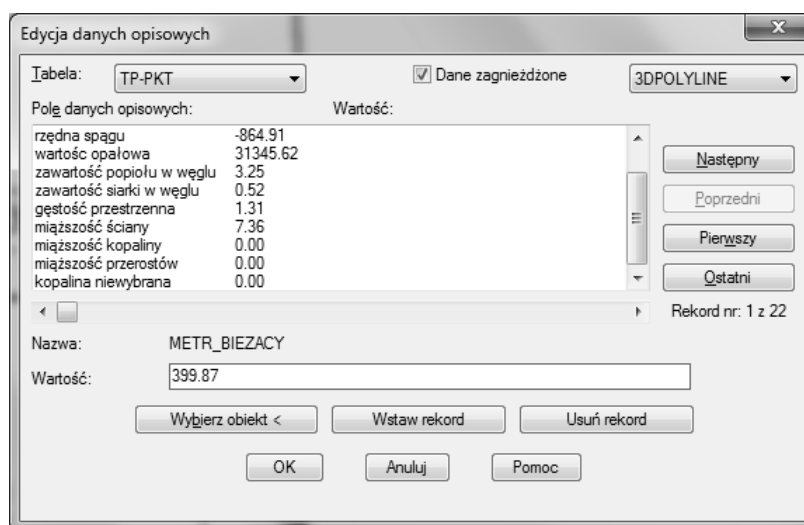 Edycja danych opisowych
x
Tabela: TP-PKT Dane zagnieżdżone 3DPOLYLINE
Pole danych opisowych: Wartość:
rzędna spągu -864.91
wartośc opałowa 31345.62
zawartość popiołu w węglu 3.25
zawartość siarki w węglu 0.52
gęstość przestrzenna 1.31
miąższość ściany 7.36
miąższość kopaliny 0.00
miąższość przerostów 0.00
kopalina niewybrana 0.00
Następny
Poprzedni
Pierwszy
Ostatni
Rekord nr: 1 z 22
Nazwa: METR_BIEZACY
Wartość: 399.87
Wybierz obiekt < Wstaw rekord Usuń rekord
OK Anuluj Pomoc